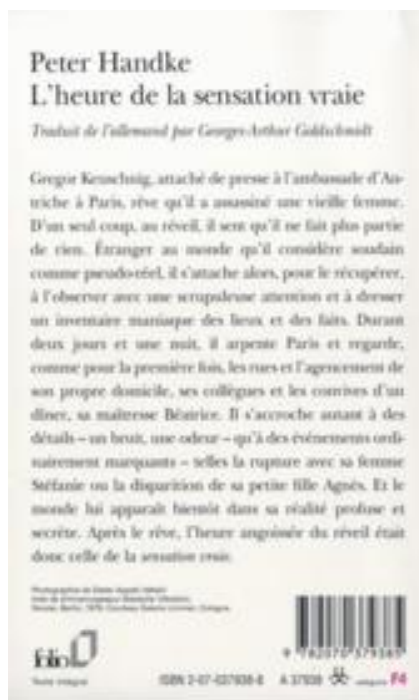 Peter Handke
L'heure de la sensation vraie
Traduit de l'allemand par Georges-Arthur Goldschmidt
Gregor Keuschnig, attaché de presse à l'ambassade d'Au-
triche à Paris, rêve qu'il a assassiné une vieille femme.
D'un seul coup, au réveil, il sent qu'il ne fait plus partie
de rien. Étranger au monde qu'il considère soudain
comme pseudo-réel, il s'attache alors, pour le récupérer,
à l'observer avec une scrupuleuse attention et à dresser
un inventaire maniaque des lieux et des faits. Durant
deux jours et une nuit, il arpente Paris et regarde,
comme pour la première fois, les rues et l'agencement de
son propre domicile, ses collègues et les convives d'un
dîner, sa maîtresse Béatrice. Il s'accroche autant à des
détails – un bruit, une odeur – qu'à des événements ordi-
nairement marquants – telles la rupture avec sa femme
Stéfanie ou la disparition de sa petite fille Agnès. Et le
monde lui apparaît bientôt dans sa réalité profuse et
secrète. Après le rêve, l'heure angoissée du réveil était
donc celle de la sensation vraie.
folio
Texte intégral
ISBN 2-07-037938-8
A 37938
catégorie F4
9 782070 379385